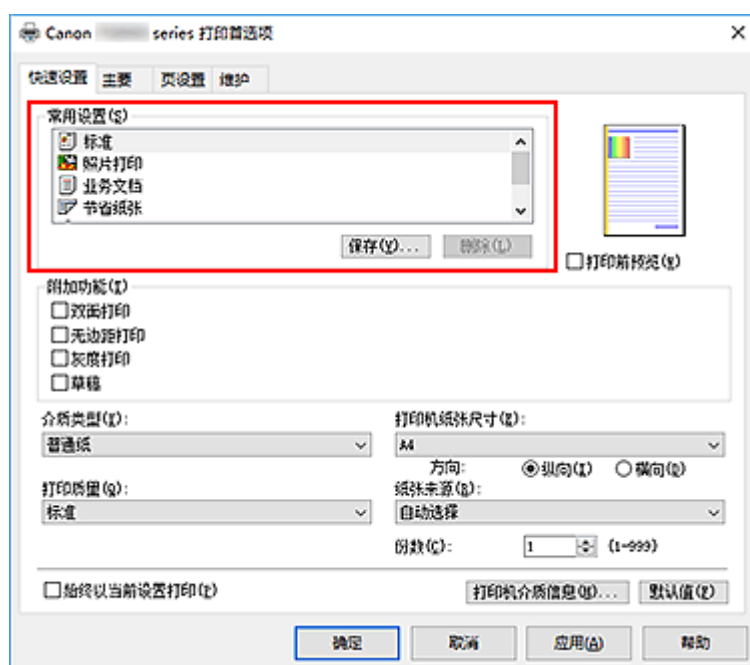 Canon series 打印首选项
快速设置 主要 页设置 维护
常用设置(S)
标准
照片打印
业务文档
节省纸张
保存(V)... 删除(L)
打印前预览(W)
附加功能(I)
双面打印
无边距打印
灰度打印
草稿
介质类型(Y): 打印机纸张尺寸(Z):
普通纸 A4
方向: 纵向(I) 横向(O)
打印质量(Q): 纸张来源(B):
标准 自动选择
份数(C): 1 (1-999)
始终以当前设置打印(P)
打印机介质信息(N)... 默认值(F)
确定 取消 应用(A) 帮助